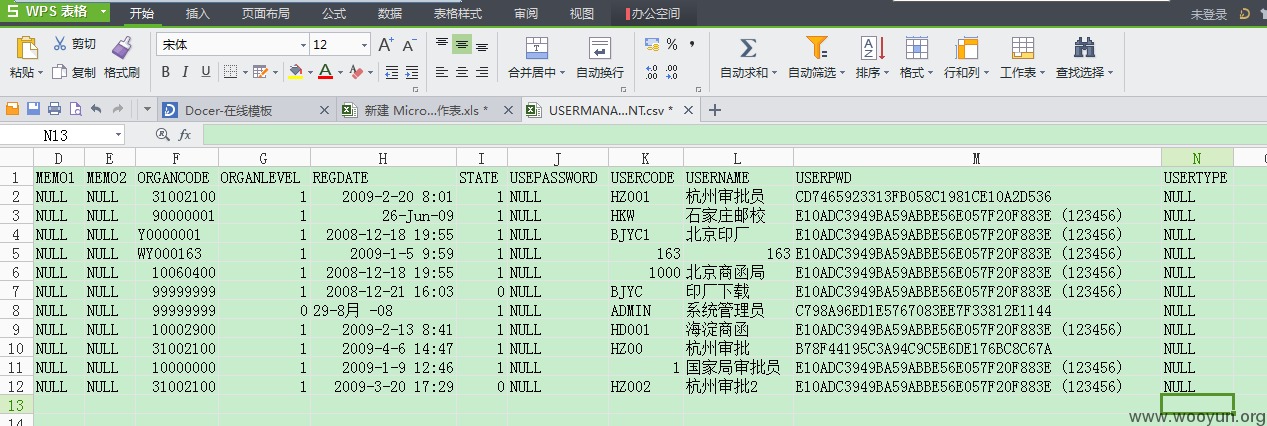 S WPS 表格 开始 插入 页面布局 公式 数据 表格样式 审阅 视图 办公空间 未登录
粘贴 剪切 复制 格式刷 宋体 12 A+ A- B I U A 合并居中 自动换行 % , .0 .00 .00 .0 自动求和 自动筛选 排序 格式 行和列 工作表 查找选择
Docer-在线模板 新建 Micro...作表.xls * USERMANA...NT.csv *
N13 fx
D E F G H I J K L M N
1 MEMO1 MEMO2 ORGANCODE ORGANLEVEL REGDATE STATE USEPASSWORD USERCODE USERNAME USERPWD USERTYPE
2 NULL NULL 31002100 1 2009-2-20 8:01 1 NULL HZ001 杭州审批员 CD7465923313FB058C1981CE10A2D536 NULL
3 NULL NULL 90000001 1 26-Jun-09 1 NULL HKW 石家庄邮校 E10ADC3949BA59ABBE56E057F20F883E (123456) NULL
4 NULL NULL Y0000001 1 2008-12-18 19:55 1 NULL BJYC1 北京印厂 E10ADC3949BA59ABBE56E057F20F883E (123456) NULL
5 NULL NULL WY000163 1 2009-1-5 9:59 1 NULL 163 163 E10ADC3949BA59ABBE56E057F20F883E (123456) NULL
6 NULL NULL 10060400 1 2008-12-18 19:55 1 NULL 1000 北京商函局 E10ADC3949BA59ABBE56E057F20F883E (123456) NULL
7 NULL NULL 99999999 1 2008-12-21 16:03 0 NULL BJYC 印厂下载 E10ADC3949BA59ABBE56E057F20F883E (123456) NULL
8 NULL NULL 99999999 0 29-8月 -08 1 NULL ADMIN 系统管理员 C798A96ED1E5767083EE7F33812E1144 NULL
9 NULL NULL 10002900 1 2009-2-13 8:41 1 NULL HD001 海淀商函 E10ADC3949BA59ABBE56E057F20F883E (123456) NULL
10 NULL NULL 31002100 1 2009-4-6 14:47 1 NULL HZ00 杭州审批 B78F44195C3A94C9C5E6DE176BC8C67A NULL
11 NULL NULL 10000000 1 2009-1-9 12:46 1 NULL 1 国家局审批员 E10ADC3949BA59ABBE56E057F20F883E (123456) NULL
12 NULL NULL 31002100 1 2009-3-20 17:29 0 NULL HZ002 杭州审批2 E10ADC3949BA59ABBE56E057F20F883E (123456) NULL
13
14
www.wooyun.org